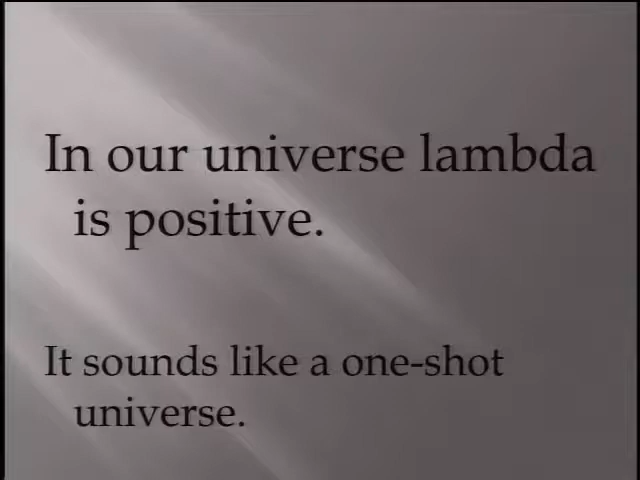 In our universe lambda
is positive.
It sounds like a one-shot
universe.